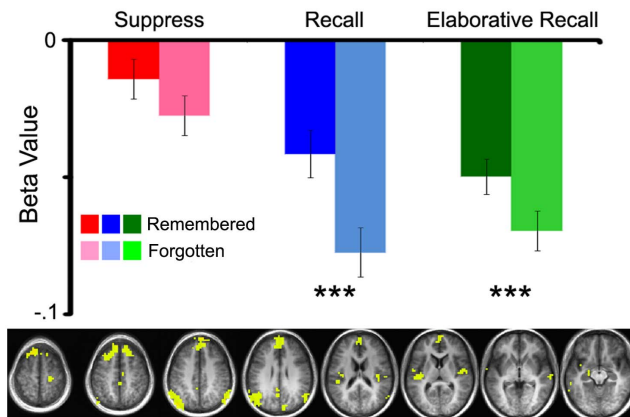 Suppress Recall Elaborative Recall
0
Beta Value
Remembered
Forgotten
*** ***
-.1